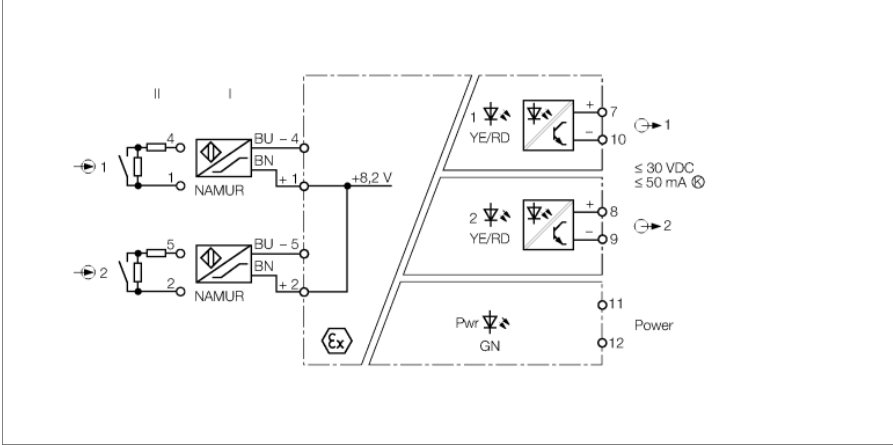 II I
1 YE/RD
+ 7
− 10
1
4 BU − 4
BN
1
1 + 1
NAMUR
+8,2 V
≤ 30 VDC
≤ 50 mA Ⓚ
2 YE/RD
+ 8
− 9
2
5 BU − 5
BN
2
2 + 2
NAMUR
Ex
Pwr
GN
11
12
Power